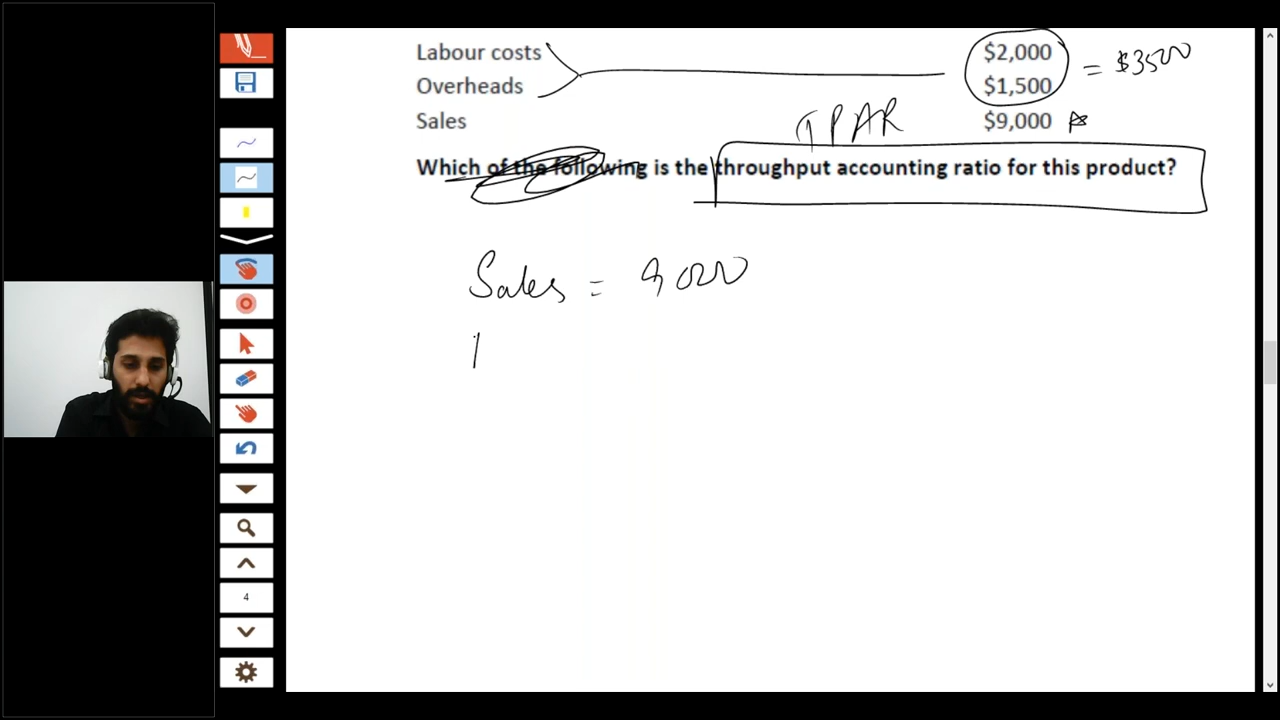 Labour costs $2,000 = $3500
Overheads $1,500
Sales $9,000
TPAR
Which of the following is the throughput accounting ratio for this product?
Sales = 9000
4